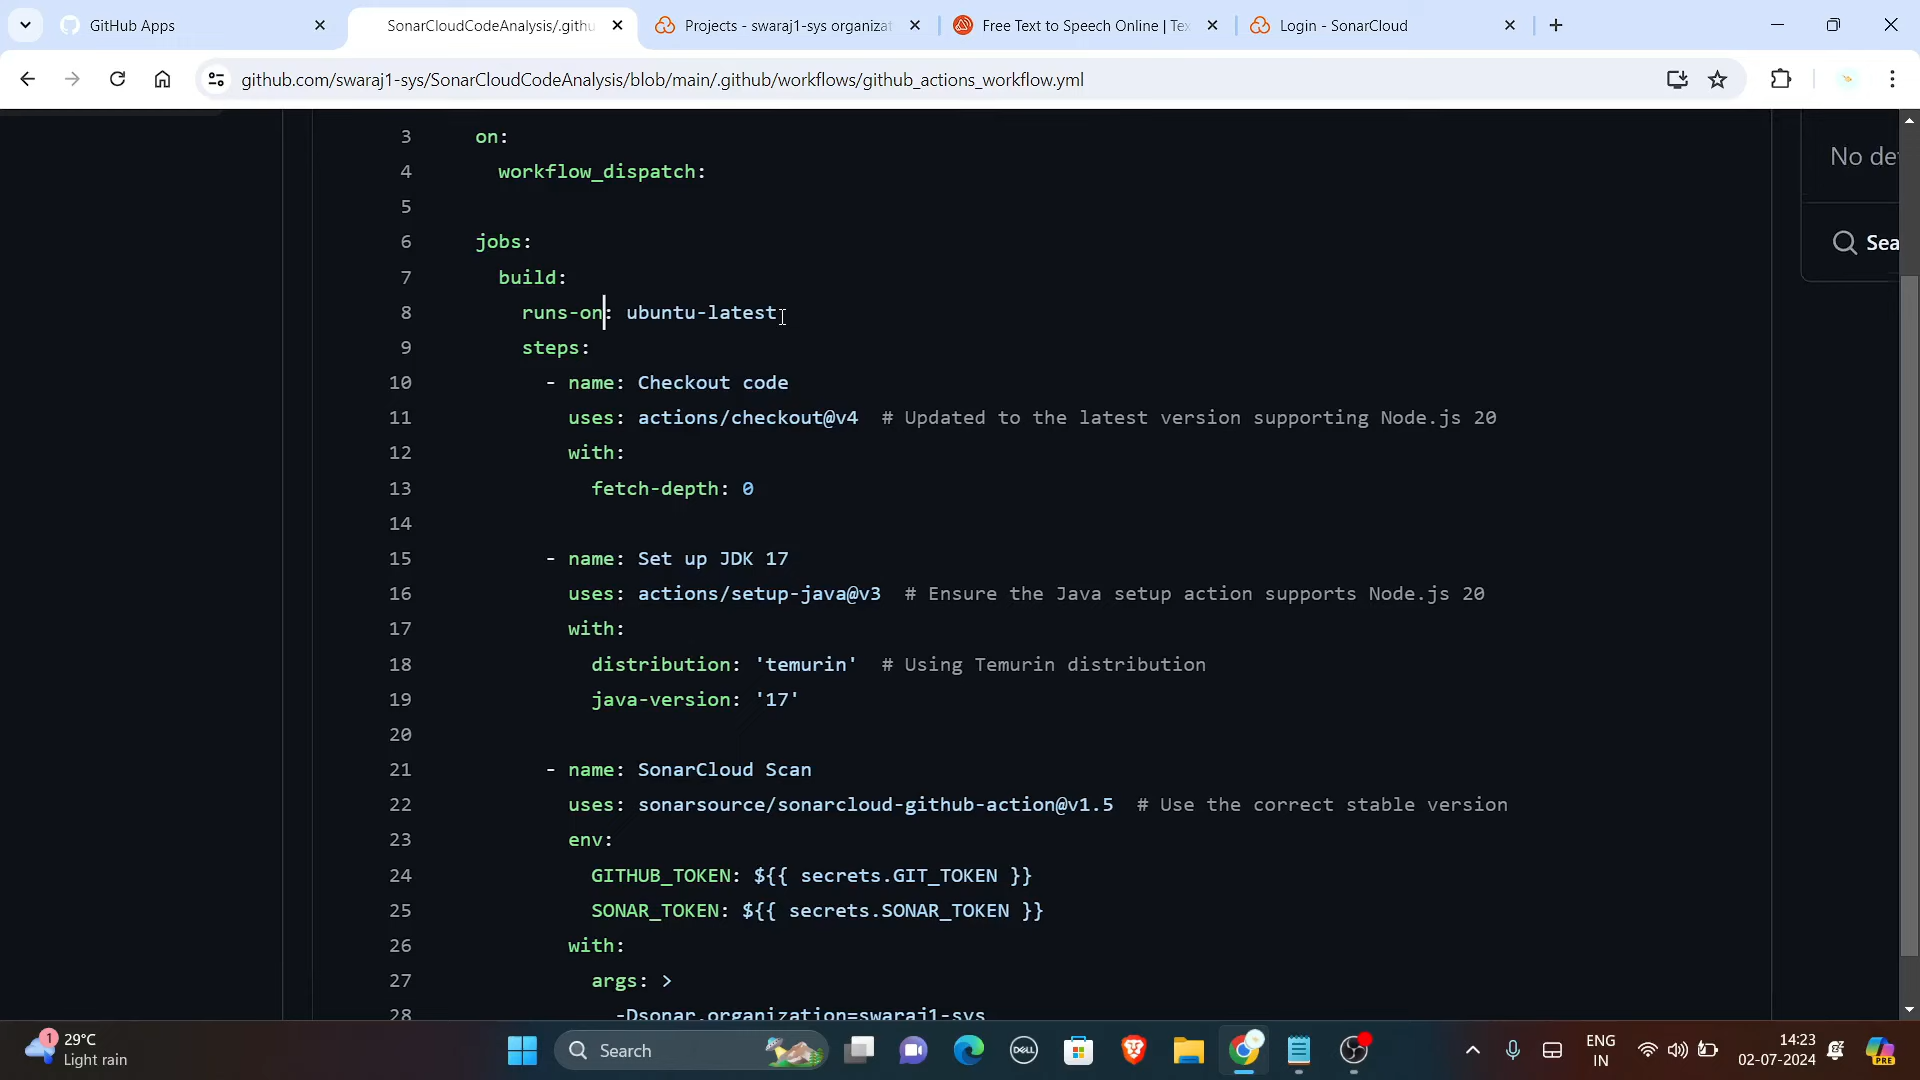 GitHub Apps
SonarCloudCodeAnalysis/.githu
Projects - swaraj1-sys organizat
Free Text to Speech Online | Tex
Login - SonarCloud
github.com/swaraj1-sys/SonarCloudCodeAnalysis/blob/main/.github/workflows/github_actions_workflow.yml
3 on:
4 workflow_dispatch:
5
6 jobs:
7 build:
8 runs-on: ubuntu-latest
9 steps:
10 - name: Checkout code
11 uses: actions/checkout@v4 # Updated to the latest version supporting Node.js 20
12 with:
13 fetch-depth: 0
14
15 - name: Set up JDK 17
16 uses: actions/setup-java@v3 # Ensure the Java setup action supports Node.js 20
17 with:
18 distribution: 'temurin' # Using Temurin distribution
19 java-version: '17'
20
21 - name: SonarCloud Scan
22 uses: sonarsource/sonarcloud-github-action@v1.5 # Use the correct stable version
23 env:
24 GITHUB_TOKEN: ${{ secrets.GIT_TOKEN }}
25 SONAR_TOKEN: ${{ secrets.SONAR_TOKEN }}
26 with:
27 args: >
28 -Dsonar.organization=swaraj1-sys
No de
Sea
1
29°C
Light rain
Search
DELL
ENG
IN
14:23
02-07-2024
PRE